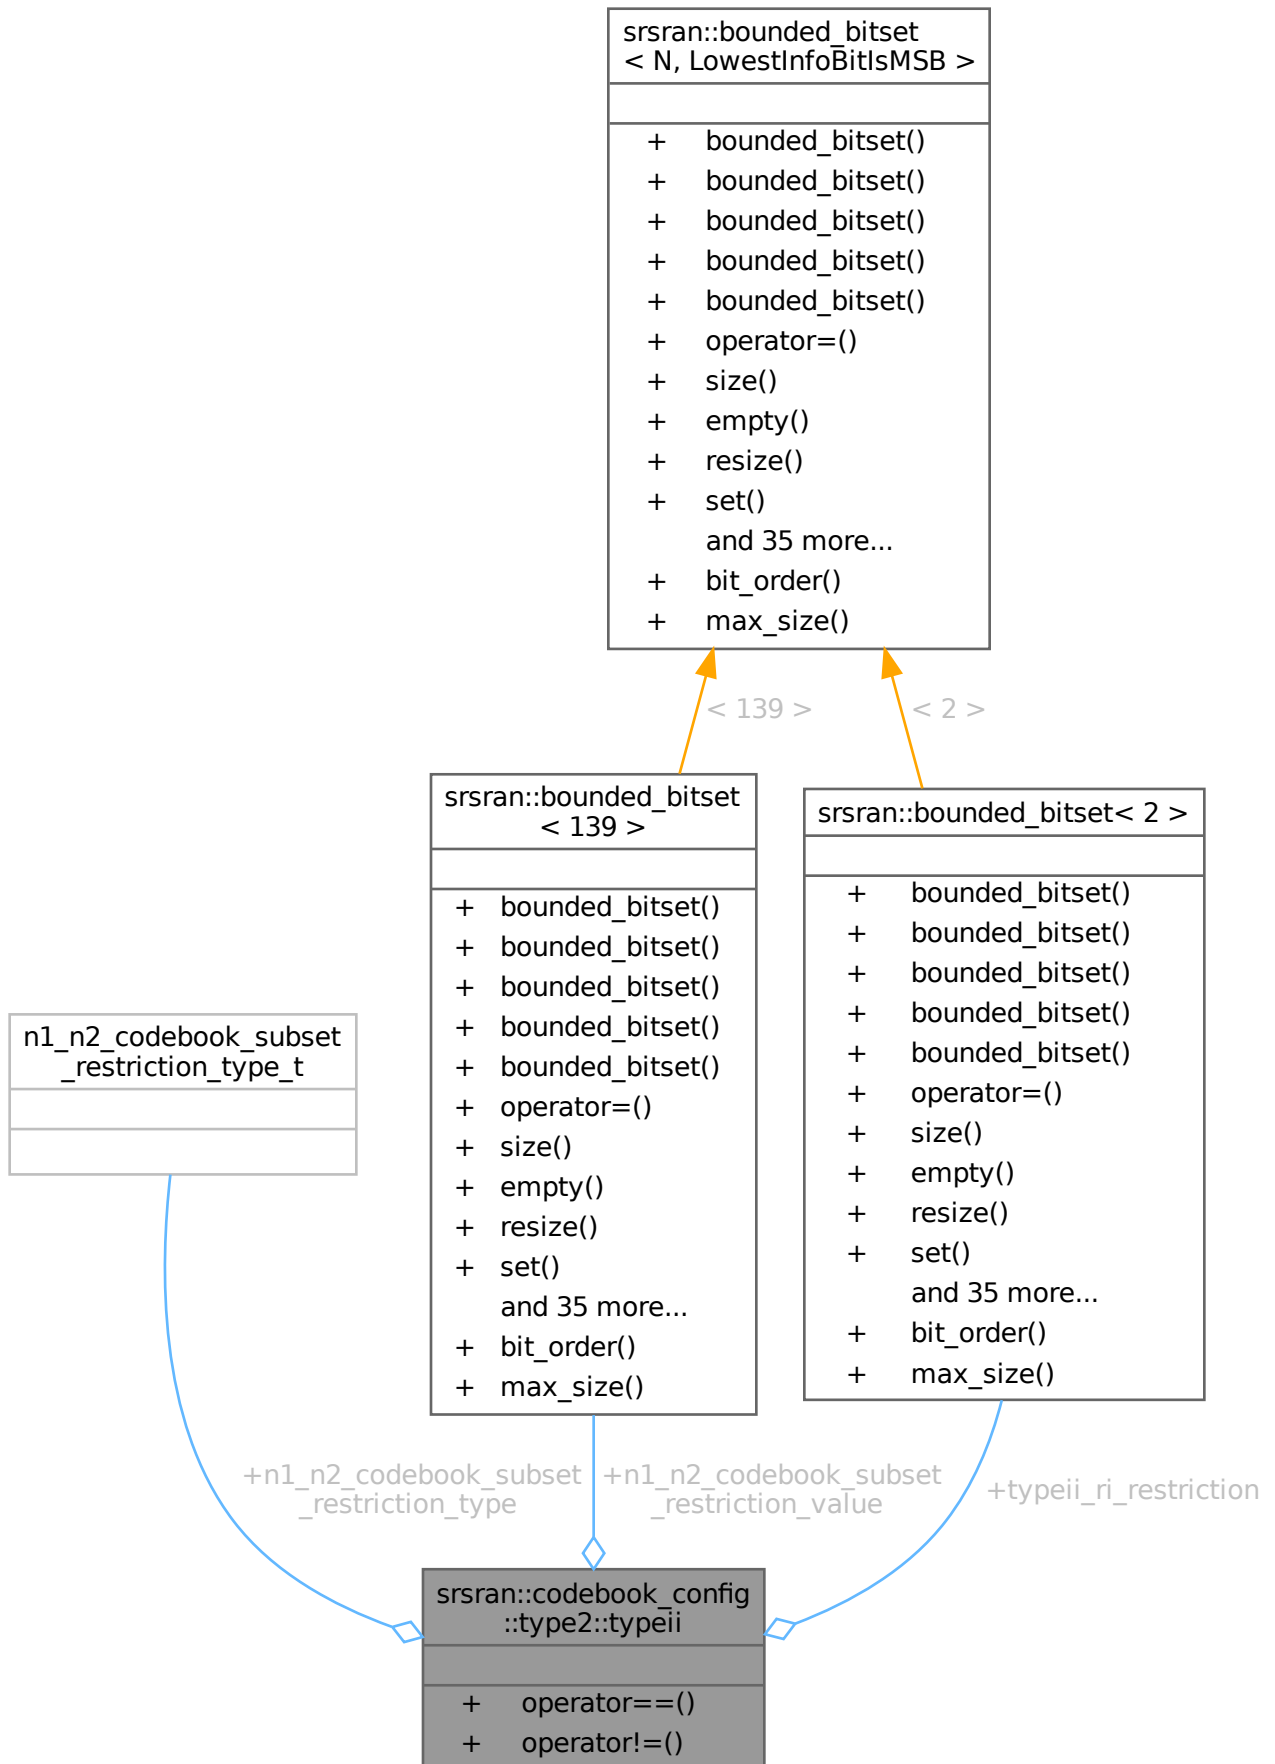 srsran::bounded_bitset
< N, LowestInfoBitIsMSB >
+ bounded_bitset()
+ bounded_bitset()
+ bounded_bitset()
+ bounded_bitset()
+ bounded_bitset()
+ operator=()
+ size()
+ empty()
+ resize()
+ set()
and 35 more...
+ bit_order()
+ max_size()
< 139 >
< 2 >
srsran::bounded_bitset
< 139 >
+ bounded_bitset()
+ bounded_bitset()
+ bounded_bitset()
+ bounded_bitset()
+ bounded_bitset()
+ operator=()
+ size()
+ empty()
+ resize()
+ set()
and 35 more...
+ bit_order()
+ max_size()
srsran::bounded_bitset< 2 >
+ bounded_bitset()
+ bounded_bitset()
+ bounded_bitset()
+ bounded_bitset()
+ bounded_bitset()
+ operator=()
+ size()
+ empty()
+ resize()
+ set()
and 35 more...
+ bit_order()
+ max_size()
n1_n2_codebook_subset
_restriction_type_t
+n1_n2_codebook_subset
_restriction_type
+n1_n2_codebook_subset
_restriction_value
+typeii_ri_restriction
srsran::codebook_config
::type2::typeii
+ operator==()
+ operator!=()